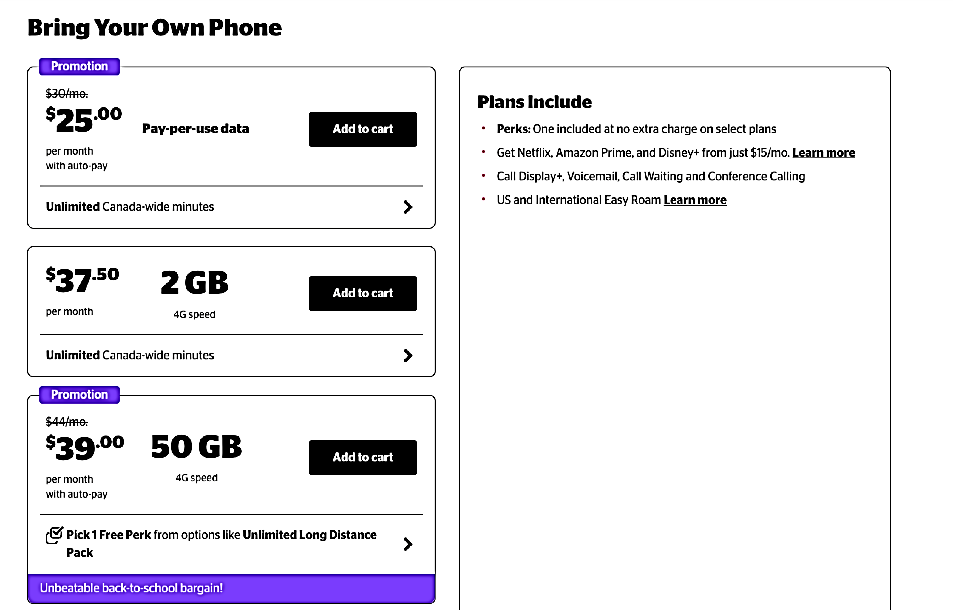 Bring Your Own Phone
Promotion
$30/mo.
$25.00
Pay-per-use data
Add to cart
per month
with auto-pay
Unlimited Canada-wide minutes
$37.50
2 GB
Add to cart
per month
4G speed
Unlimited Canada-wide minutes
Promotion
$44/mo.
$39.00
50 GB
Add to cart
per month
with auto-pay
4G speed
Pick 1 Free Perk from options like Unlimited Long Distance
Pack
Unbeatable back-to-school bargain!
Plans Include
• Perks: One included at no extra charge on select plans
• Get Netflix, Amazon Prime, and Disney+ from just $15/mo. Learn more
• Call Display+, Voicemail, Call Waiting and Conference Calling
• US and International Easy Roam Learn more